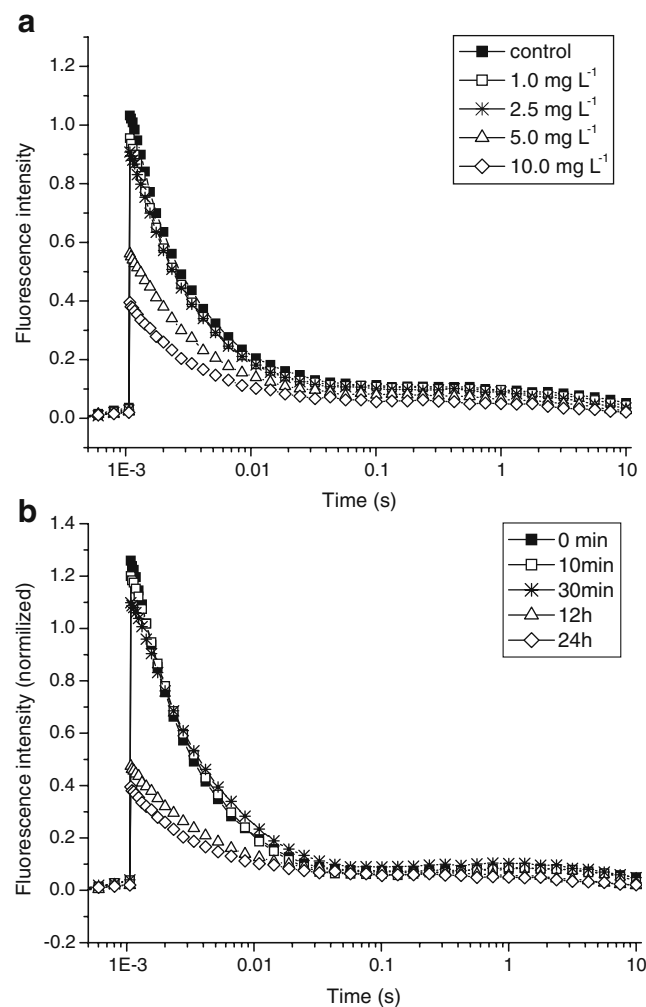 a
1.2
1.0
0.8
0.6
0.4
0.2
0.0
Fluorescence intensity
control
1.0 mg L⁻¹
2.5 mg L⁻¹
5.0 mg L⁻¹
10.0 mg L⁻¹
1E-3 0.01 0.1 1 10
Time (s)
b
1.4
1.2
1.0
0.8
0.6
0.4
0.2
0.0
-0.2
Fluorescence intensity (normilized)
0 min
10min
30min
12h
24h
1E-3 0.01 0.1 1 10
Time (s)